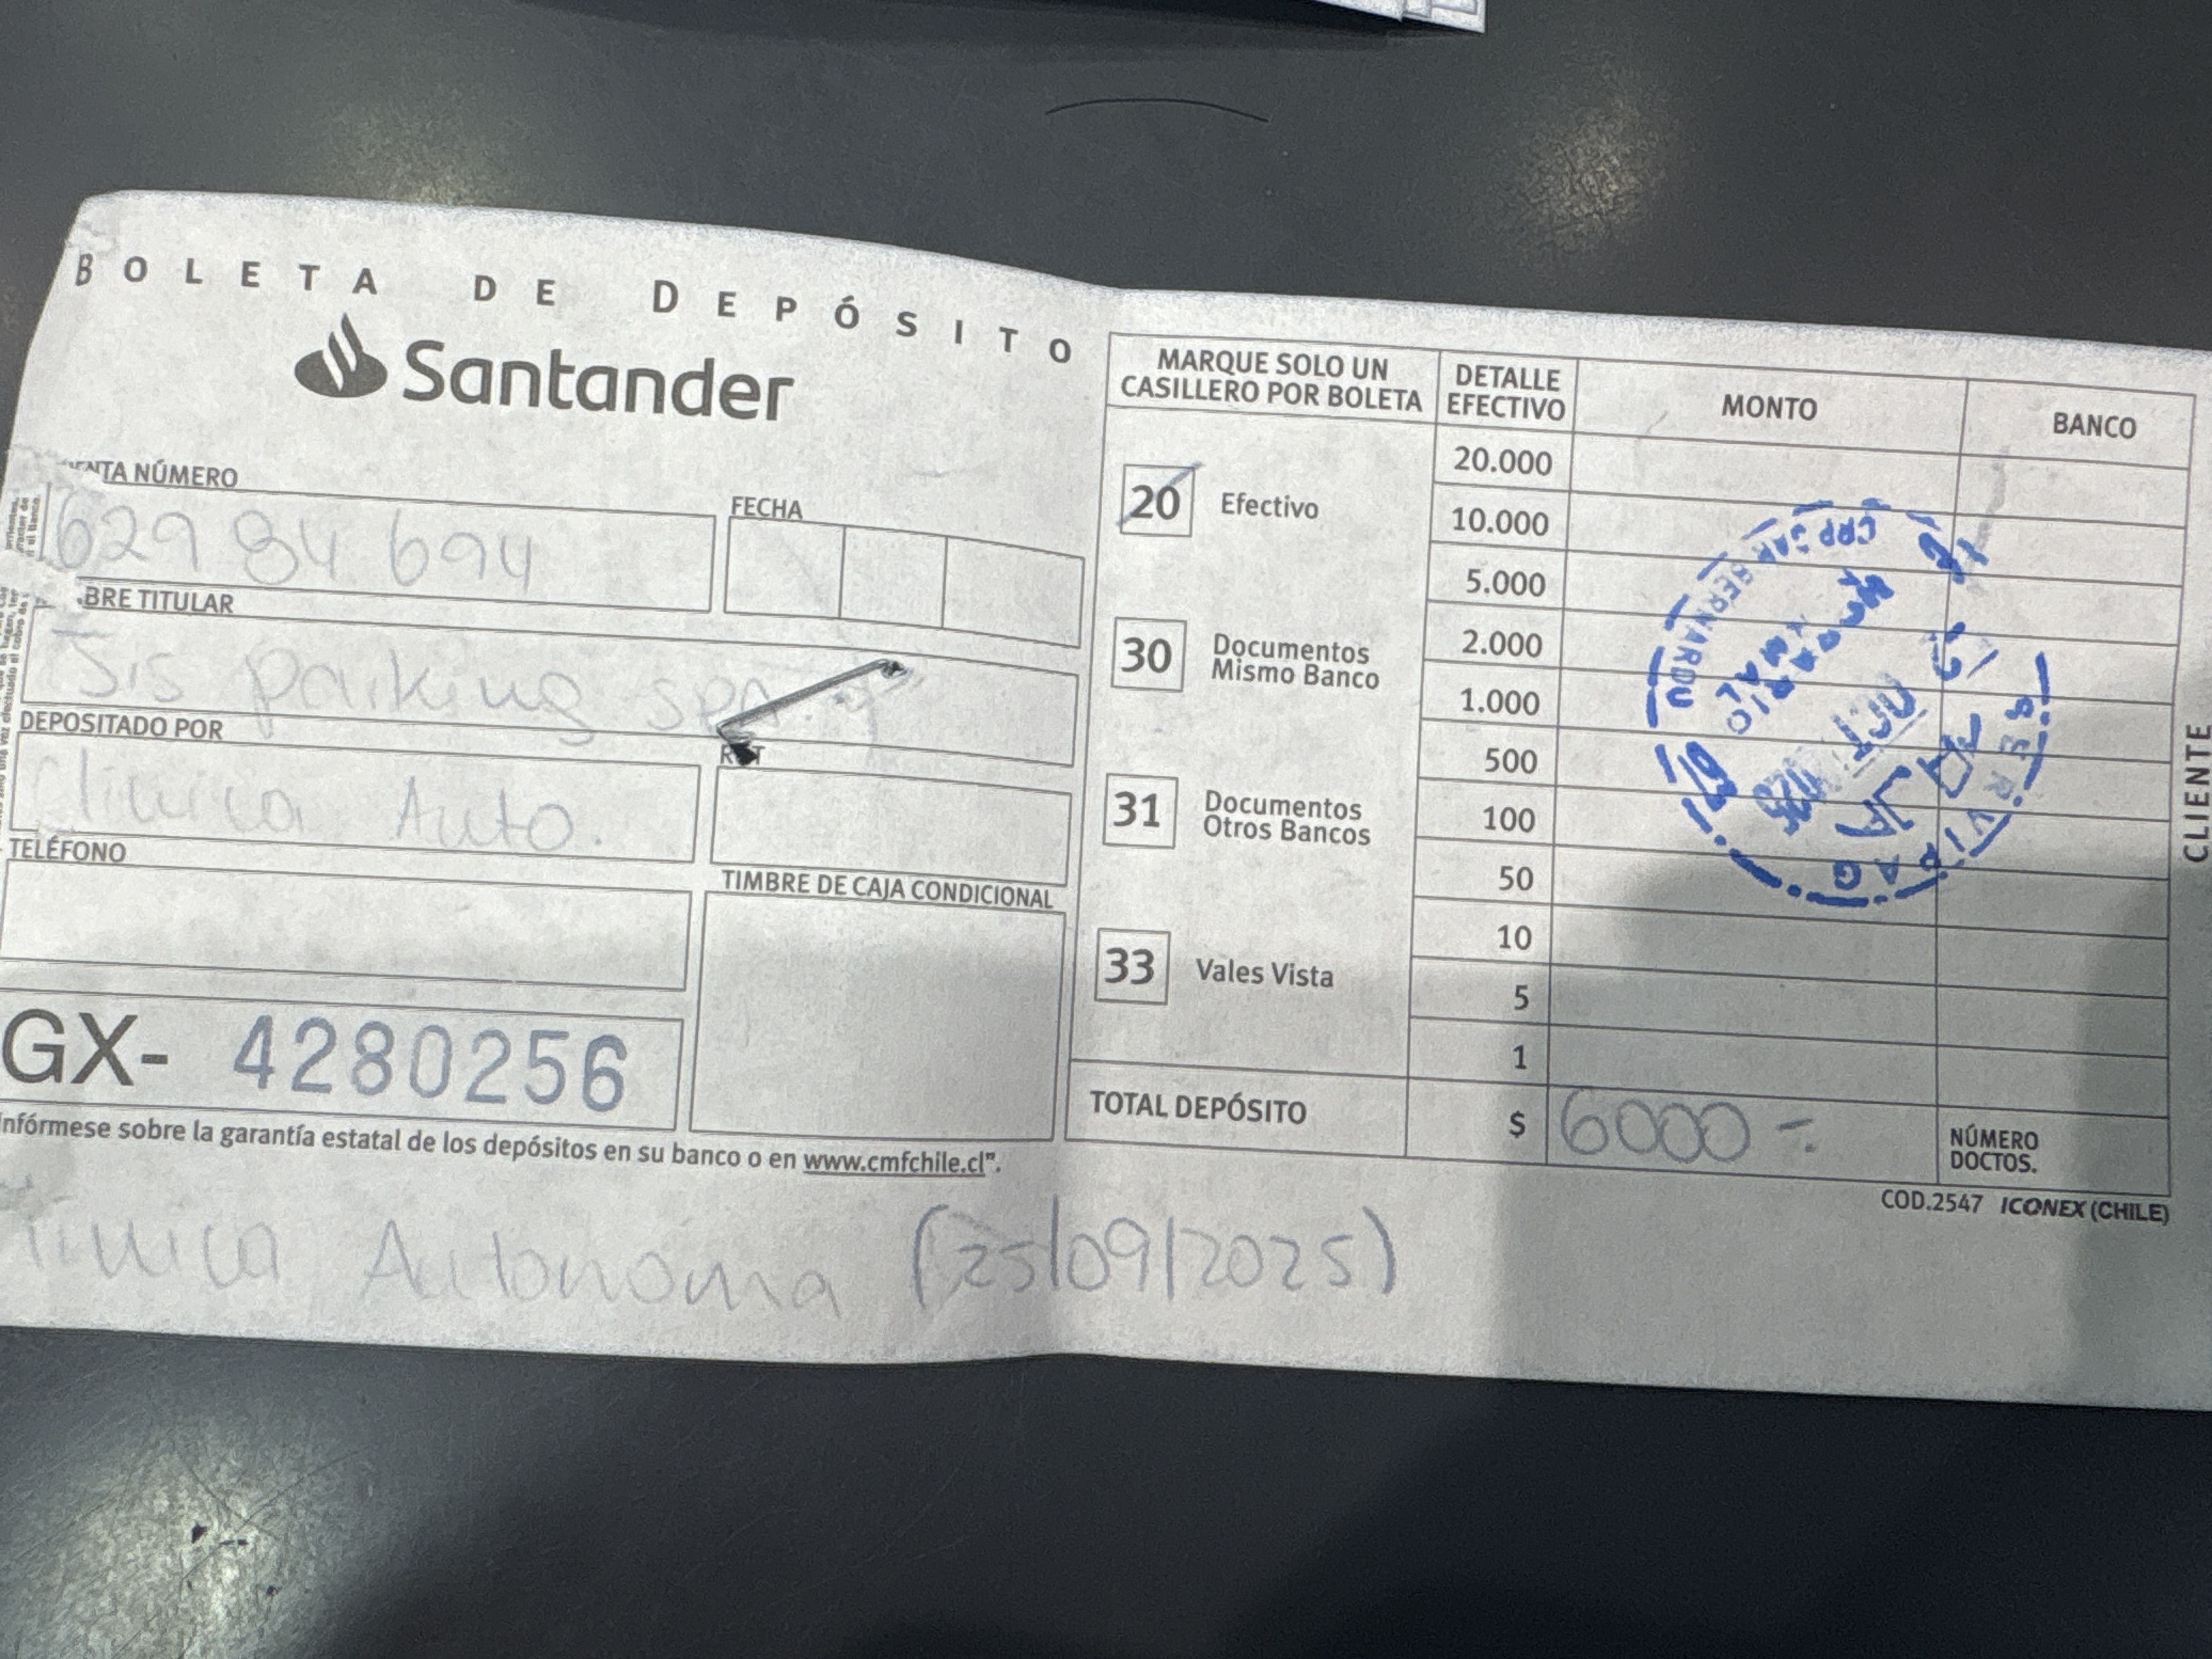 BOLETA DE DEPÓSITO
Santander
NTA NÚMERO
FECHA
629 84 694
BRE TITULAR
Jis parking spa.
DEPOSITADO POR
Clinica Auto.
TELÉFONO
TIMBRE DE CAJA CONDICIONAL
GX- 4280256
Infórmese sobre la garantía estatal de los depósitos en su banco o en www.cmfchile.cl".
MARQUE SOLO UN CASILLERO POR BOLETA
20 Efectivo
30 Documentos Mismo Banco
31 Documentos Otros Bancos
33 Vales Vista
DETALLE EFECTIVO
MONTO
BANCO
20.000
10.000
5.000
2.000
1.000
500
100
50
10
5
1
TOTAL DEPÓSITO $ 6000-.
NÚMERO DOCTOS.
CLIENTE
COD.2547 ICONEX (CHILE)
Autonoma (25/09/2025)